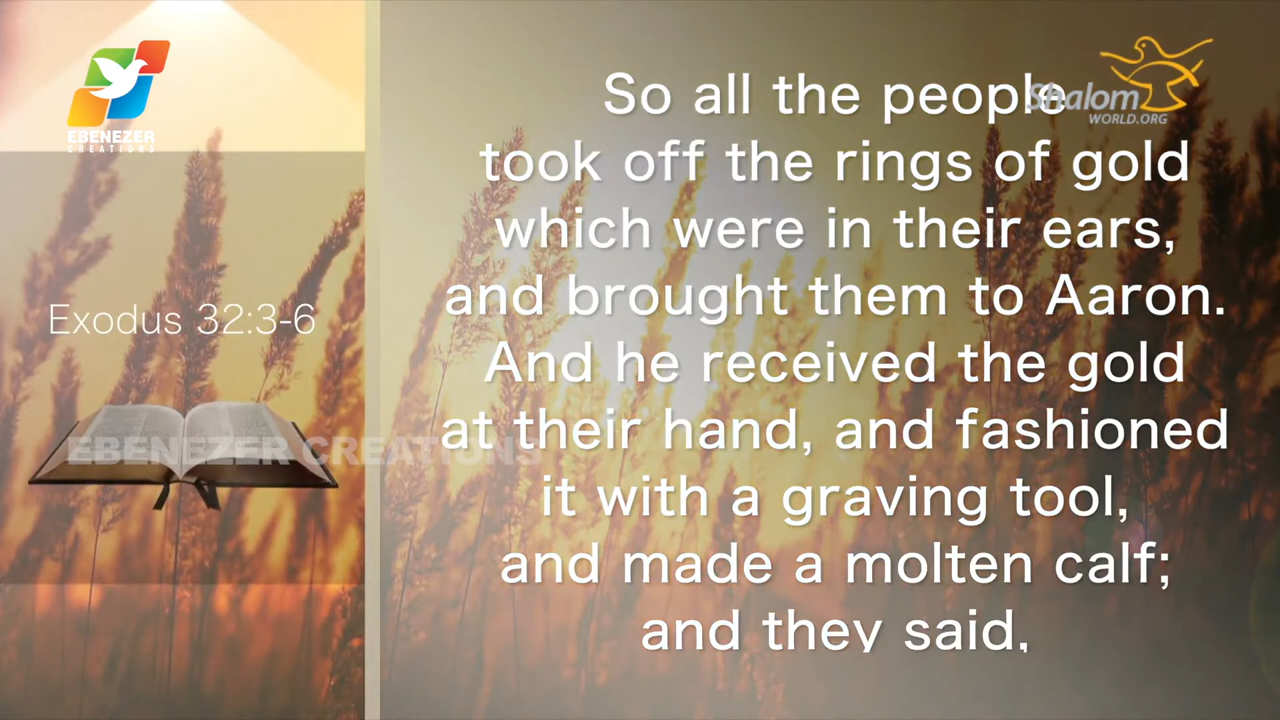 EBENEZER
CREATIONS
Exodus 32:3-6
EBENEZER CREATIONS
Shalom
WORLD.ORG
So all the people
took off the rings of gold
which were in their ears,
and brought them to Aaron.
And he received the gold
at their hand, and fashioned
it with a graving tool,
and made a molten calf;
and they said,